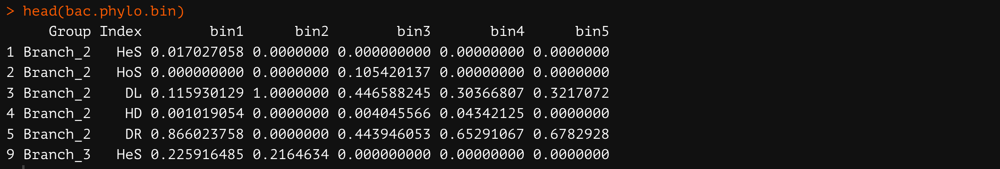 > head(bac.phylo.bin)
     Group Index        bin1      bin2        bin3       bin4      bin5
1 Branch_2   HeS 0.017027058 0.0000000 0.000000000 0.00000000 0.0000000
2 Branch_2   HoS 0.000000000 0.0000000 0.105420137 0.00000000 0.0000000
3 Branch_2    DL 0.115930129 1.0000000 0.446588245 0.30366807 0.3217072
4 Branch_2    HD 0.001019054 0.0000000 0.004045566 0.04342125 0.0000000
5 Branch_2    DR 0.866023758 0.0000000 0.443946053 0.65291067 0.6782928
9 Branch_3   HeS 0.225916485 0.2164634 0.000000000 0.00000000 0.0000000